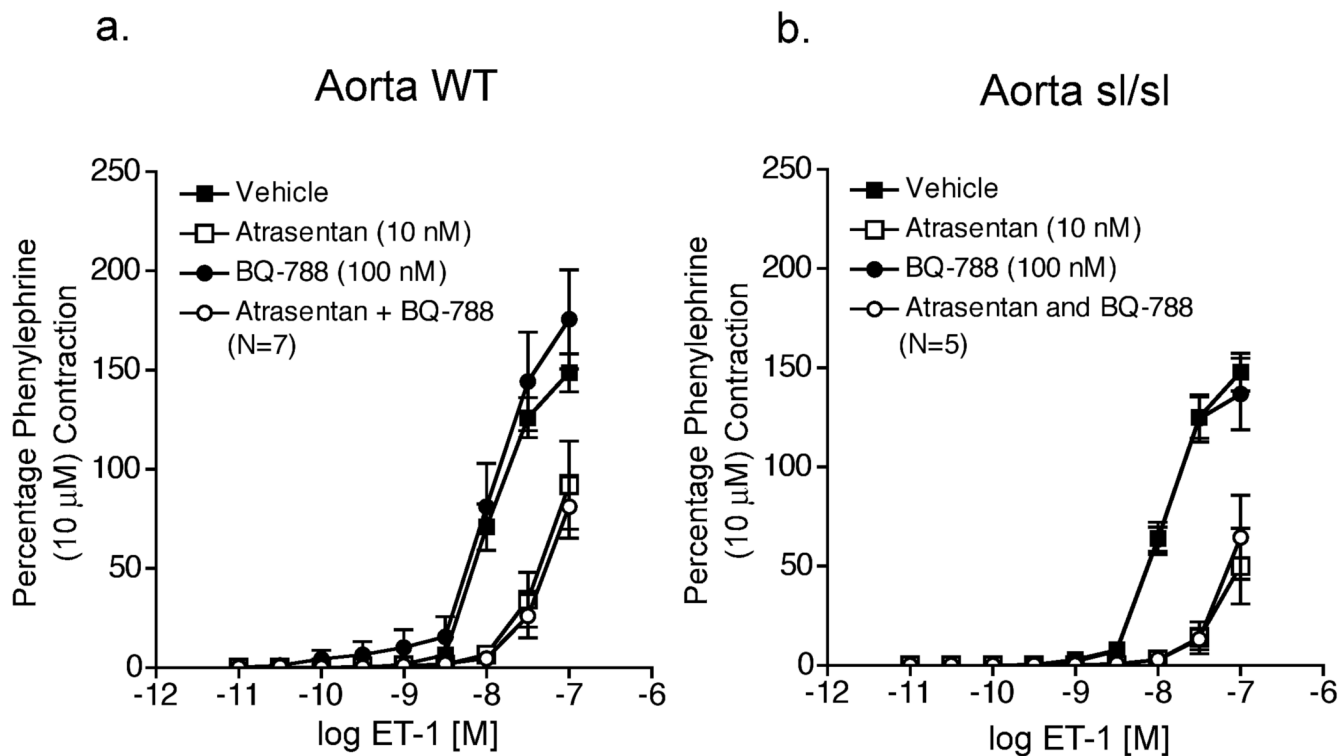 a.
Aorta WT
Percentage Phenylephrine
(10 μM) Contraction
250
200
150
100
50
0
Vehicle
Atrasentan (10 nM)
BQ-788 (100 nM)
Atrasentan + BQ-788
(N=7)
-12 -11 -10 -9 -8 -7 -6
log ET-1 [M]
b.
Aorta sl/sl
Percentage Phenylephrine
(10 μM) Contraction
250
200
150
100
50
0
Vehicle
Atrasentan (10 nM)
BQ-788 (100 nM)
Atrasentan and BQ-788
(N=5)
-12 -11 -10 -9 -8 -7 -6
log ET-1 [M]